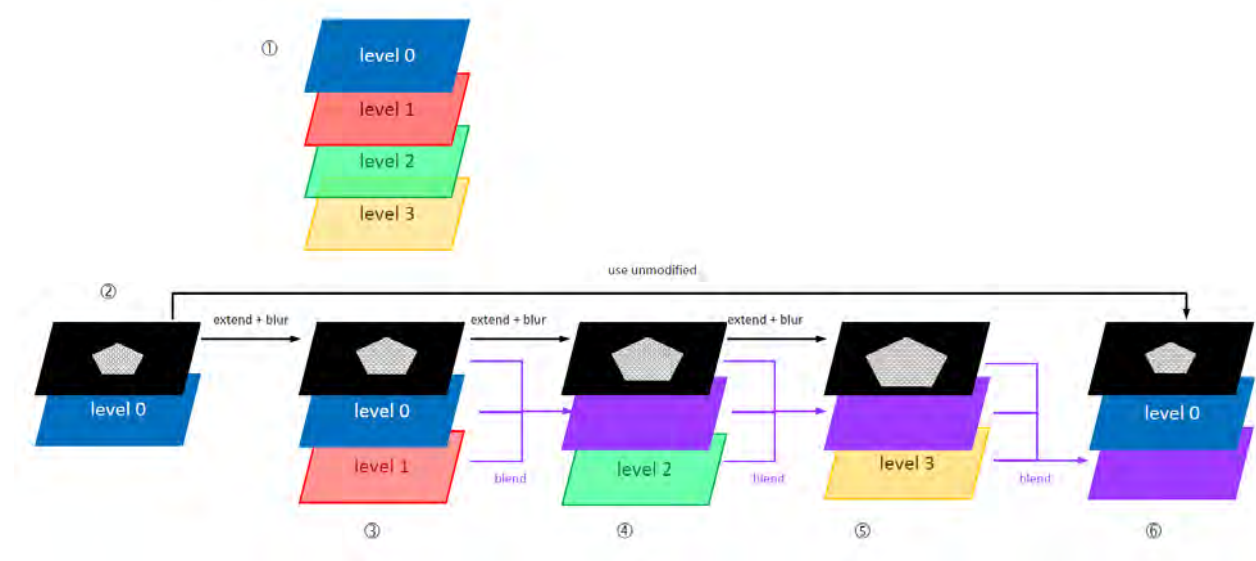 ①
level 0
level 1
level 2
level 3
use unmodified
②
extend + blur
extend + blur
extend + blur
level 0
level 0
level 0
level 1
level 2
level 3
blend
blend
blend
③
④
⑤
⑥